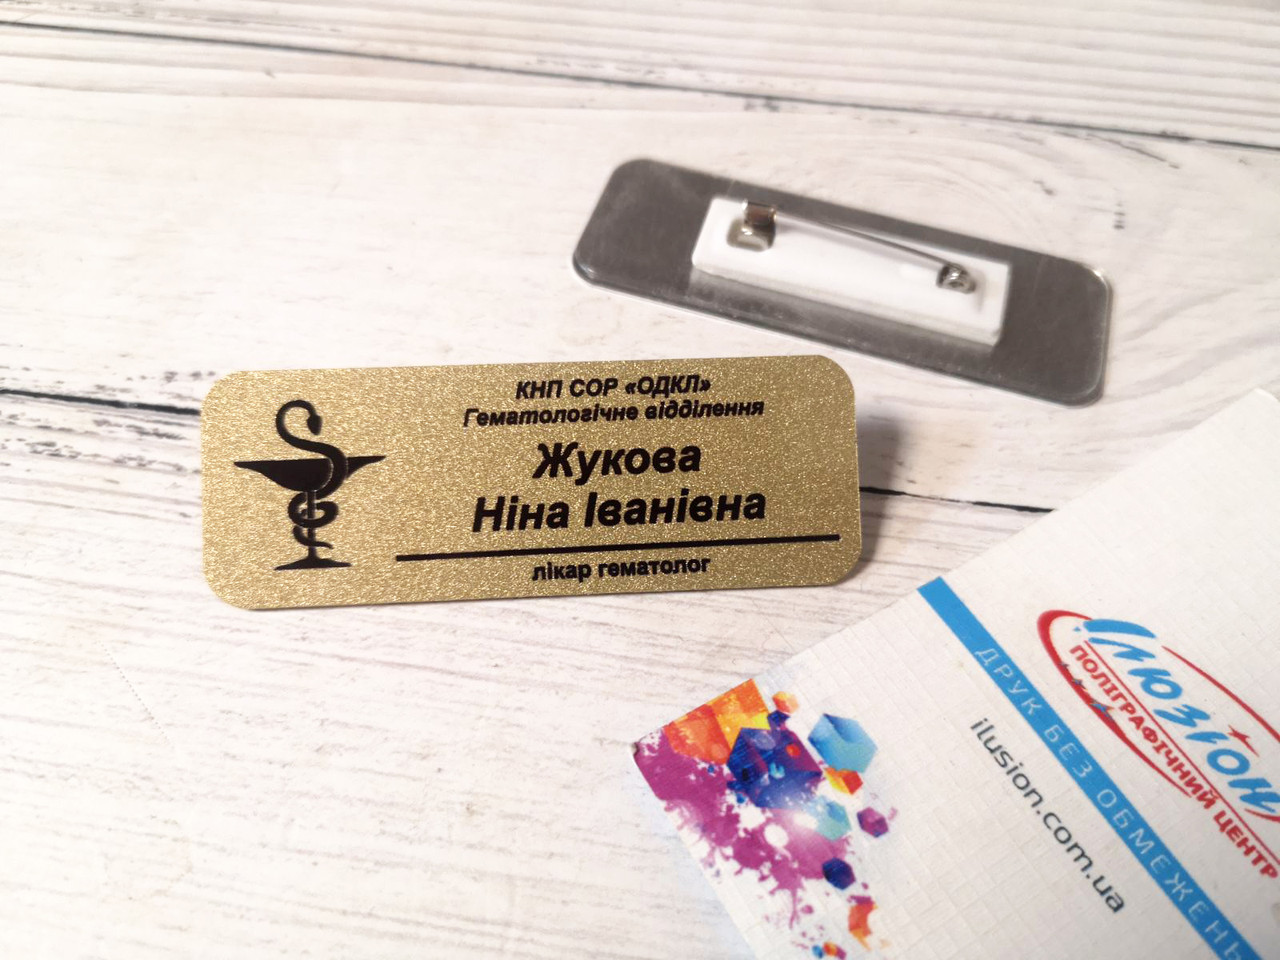 КНП СОР «ОДКЛ»
Гематологічне відділення
Жукова
Ніна Іванівна
лікар гематолог
Ілюзіон
ПОЛІГРАФІЧНИЙ ЦЕНТР
ДРУК БЕЗ ОБМЕЖЕНЬ
ilusion.com.ua